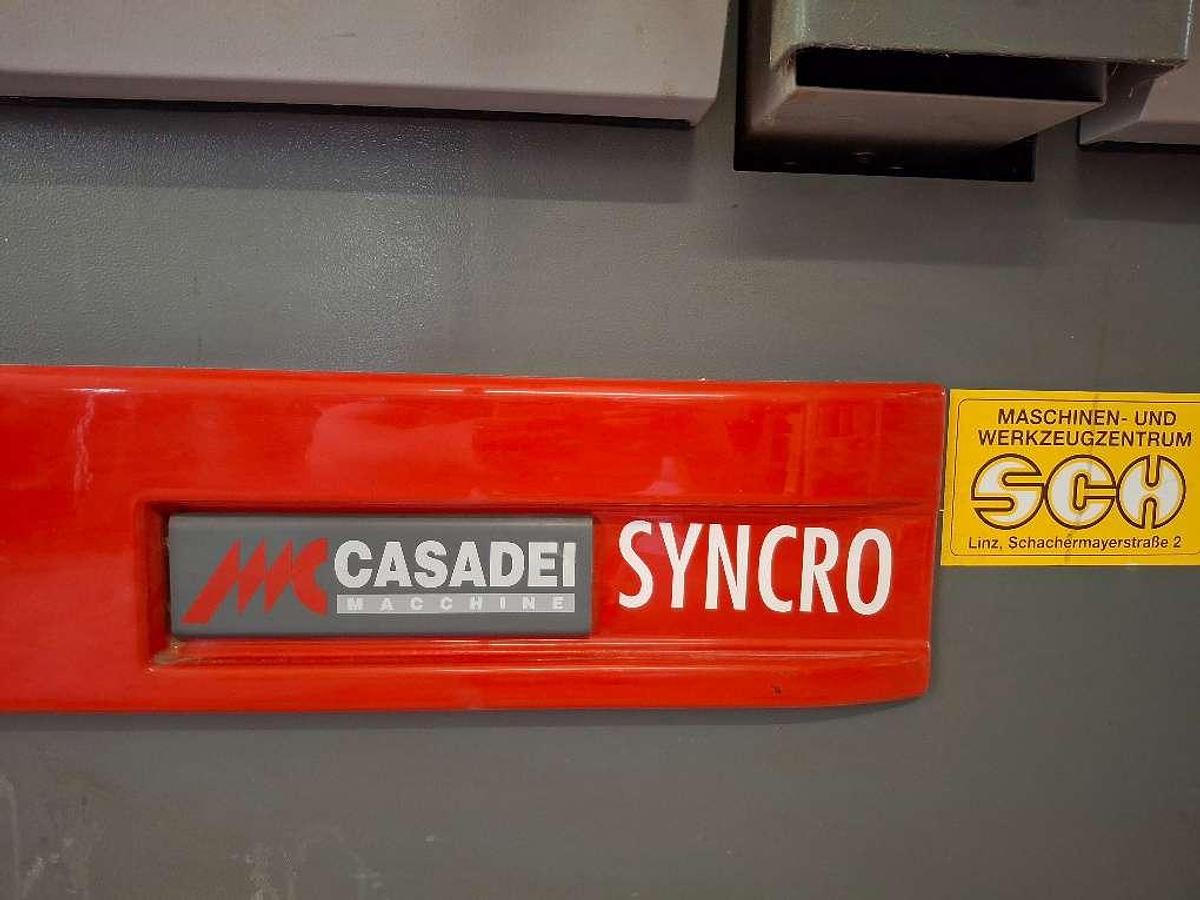 CASADEI
MACCHINE
SYNCRO
MASCHINEN- UND
WERKZEUGZENTRUM
SCH
Linz, Schachermayerstraße 2